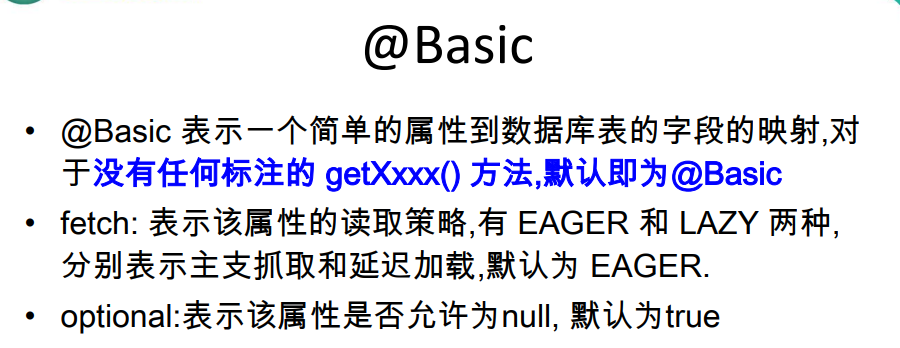 @Basic
• @Basic 表示一个简单的属性到数据库表的字段的映射,对
于没有任何标注的 getXxxx() 方法,默认即为@Basic
• fetch: 表示该属性的读取策略,有 EAGER 和 LAZY 两种,
分别表示主支抓取和延迟加载,默认为 EAGER.
• optional:表示该属性是否允许为null, 默认为true